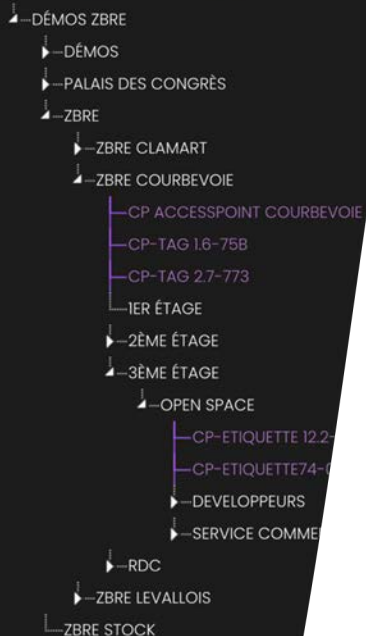 DÉMOS ZBRE
DÉMOS
PALAIS DES CONGRÈS
ZBRE
ZBRE CLAMART
ZBRE COURBEVOIE
CP ACCESSPOINT COURBEVOIE
CP-TAG 1.6-75B
CP-TAG 2.7-773
1ER ÉTAGE
2ÈME ÉTAGE
3ÈME ÉTAGE
OPEN SPACE
CP-ETIQUETTE 12.2-
CP-ETIQUETTE74-
DEVELOPPEURS
SERVICE
RDC
ZBRE LEVALLOIS
ZBRE STOCK